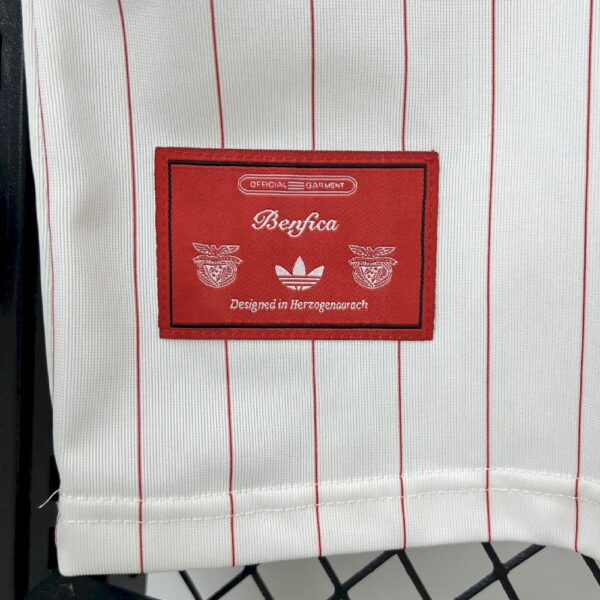 OFFICIAL GARMENT
Benfica
Designed in Herzogenaurach